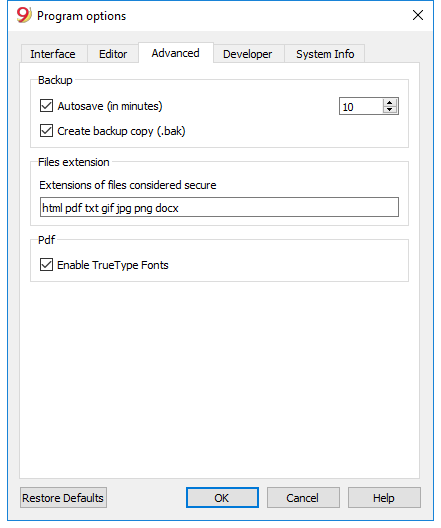 9 Program options
Interface Editor Advanced Developer System Info
Backup
Autosave (in minutes) 10
Create backup copy (.bak)
Files extension
Extensions of files considered secure
html pdf txt gif jpg png docx
Pdf
Enable TrueType Fonts
Restore Defaults OK Cancel Help